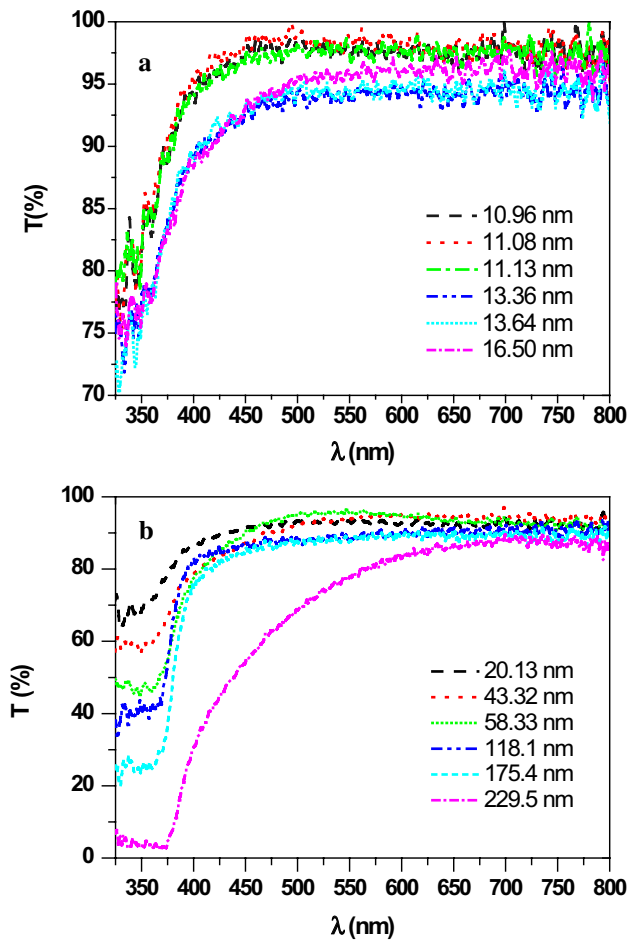 a
100
95
90
85
80
75
70
T(%)
10.96 nm
11.08 nm
11.13 nm
13.36 nm
13.64 nm
16.50 nm
350 400 450 500 550 600 650 700 750 800
λ (nm)
b
100
80
60
40
20
0
T (%)
20.13 nm
43.32 nm
58.33 nm
118.1 nm
175.4 nm
229.5 nm
350 400 450 500 550 600 650 700 750 800
λ (nm)